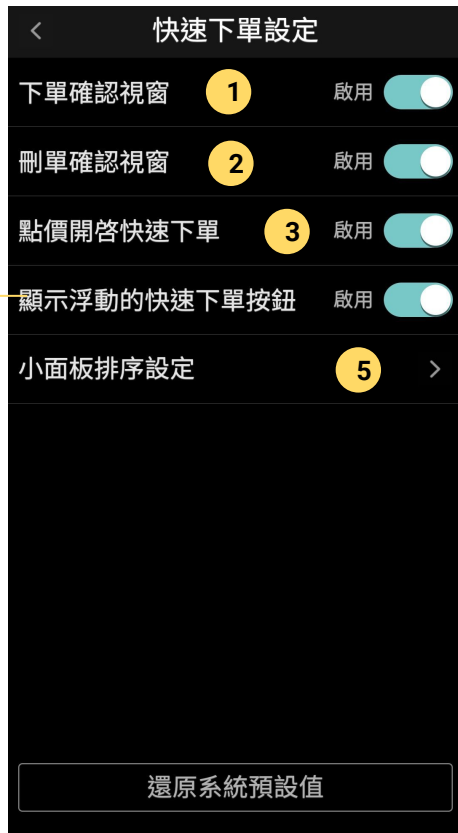 快速下單設定
下單確認視窗 1 啟用
刪單確認視窗 2 啟用
點價開啓快速下單 3 啟用
顯示浮動的快速下單按鈕 啟用
小面板排序設定 5
還原系統預設值